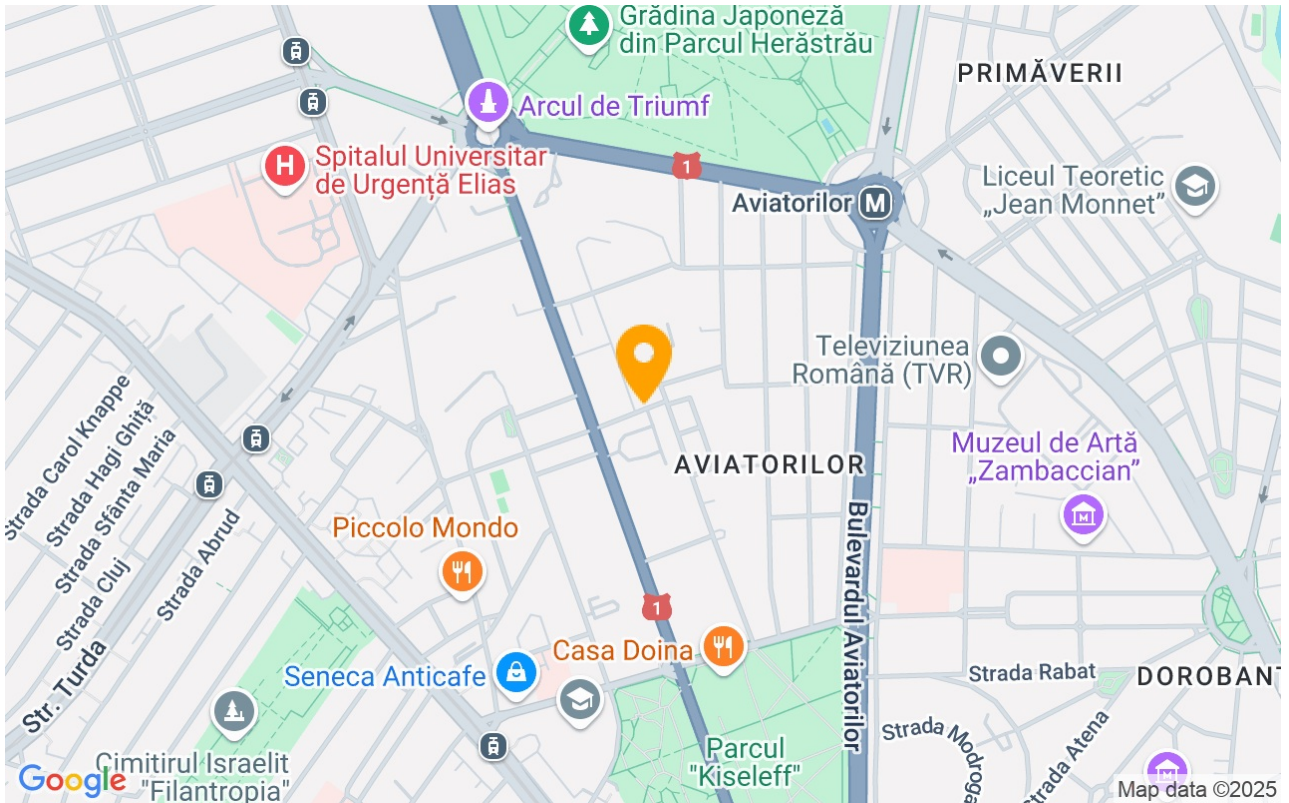 Grădina Japoneză
din Parcul Herăstrău
PRIMĂVERII
Arcul de Triumf
H
Spitalul Universitar
de Urgență Elias
1
Aviatorilor
M
Liceul Teoretic
„Jean Monnet”
Televiziunea
Română (TVR)
Strada Carol Knappe
Strada Hagi Ghiță
Strada Sfânta Maria
Strada Cluj
Strada Abrud
Str. Turda
AVIATORILOR
Muzeul de Artă
„Zambaccian”
Piccolo Mondo
Bulevardul Aviatorilor
1
Casa Doina
Seneca Anticafe
Strada Rabat
DOROBANȚ
Strada Modroga
Strada Atena
Parcul
"Kiseleff"
Cimitirul Israelit
"Filantropia"
Google
Map data ©2025